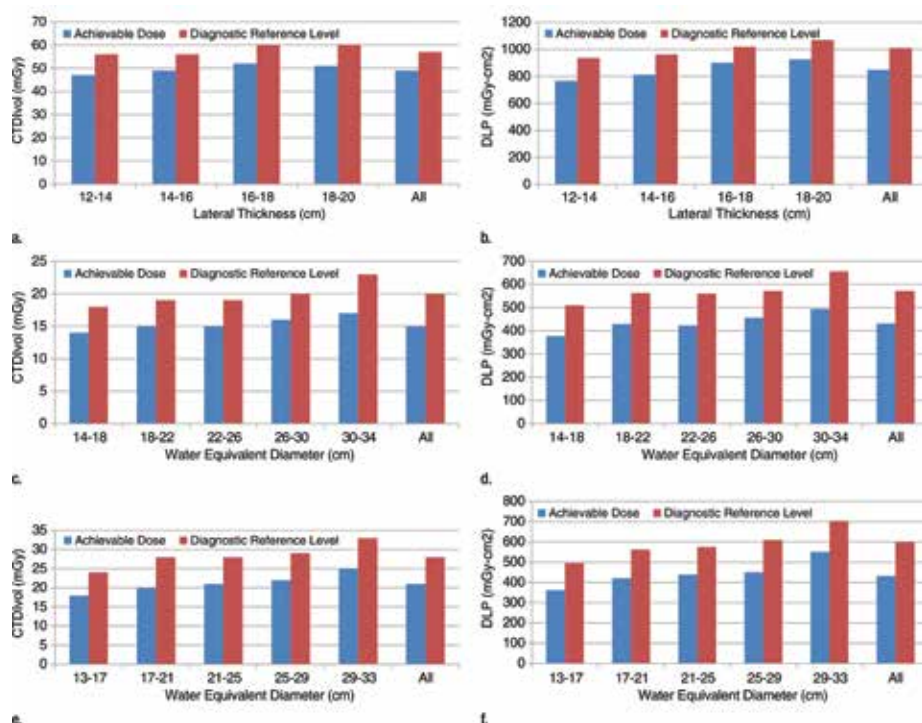 70
60
50
40
30
20
10
0
CTDIvol (mGy)
Achievable Dose Diagnostic Reference Level
12-14 14-16 16-18 18-20 All
Lateral Thickness (cm)
a.
1200
1000
800
600
400
200
0
DLP (mGy-cm2)
Achievable Dose Diagnostic Reference Level
12-14 14-16 16-18 18-20 All
Lateral Thickness (cm)
b.
25
20
15
10
5
0
CTDIvol (mGy)
Achievable Dose Diagnostic Reference Level
14-18 18-22 22-26 26-30 30-34 All
Water Equivalent Diameter (cm)
c.
700
600
500
400
300
200
100
0
DLP (mGy-cm2)
Achievable Dose Diagnostic Reference Level
14-18 18-22 22-26 26-30 30-34 All
Water Equivalent Diameter (cm)
d.
35
30
25
20
15
10
5
0
CTDIvol (mGy)
Achievable Dose Diagnostic Reference Level
13-17 17-21 21-25 25-29 29-33 All
Water Equivalent Diameter (cm)
e.
800
700
600
500
400
300
200
100
0
DLP (mGy-cm2)
Achievable Dose Diagnostic Reference Level
13-17 17-21 21-25 25-29 29-33 All
Water Equivalent Diameter (cm)
f.